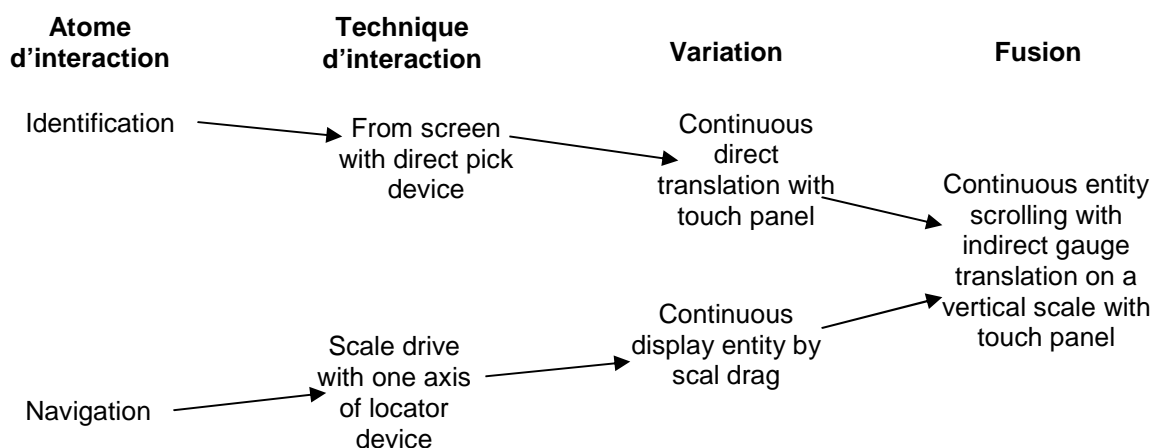 Atome
d'interaction
Technique
d'interaction
Variation
Fusion
Identification
From screen
with direct pick
device
Continuous
direct
translation with
touch panel
Continuous entity
scrolling with
indirect gauge
translation on a
vertical scale with
touch panel
Navigation
Scale drive
with one axis
of locator
device
Continuous
display entity by
scal drag